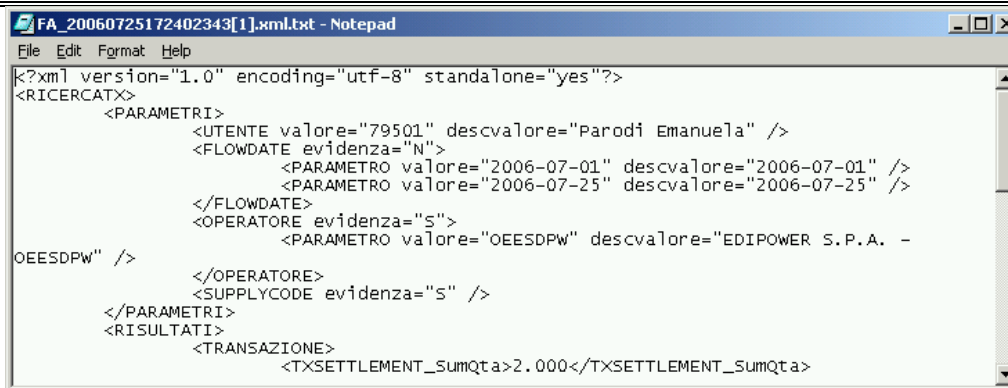 FA_20060725172402343[1].xml.txt - Notepad
File Edit Format Help
<?xml version="1.0" encoding="utf-8" standalone="yes"?>
<RICERCATX>
<PARAMETRI>
<UTENTE valore="79501" descvalore="Parodi Emanuela" />
<FLOWDATE evidenza="N">
<PARAMETRO valore="2006-07-01" descvalore="2006-07-01" />
<PARAMETRO valore="2006-07-25" descvalore="2006-07-25" />
</FLOWDATE>
<OPERATORE evidenza="S">
<PARAMETRO valore="OEESDPW" descvalore="EDIPOWER S.P.A. -
OEESDPW" />
</OPERATORE>
<SUPPLYCODE evidenza="S" />
</PARAMETRI>
<RISULTATI>
<TRANSAZIONE>
<TXSETTLEMENT_SumQta>2.000</TXSETTLEMENT_SumQta>